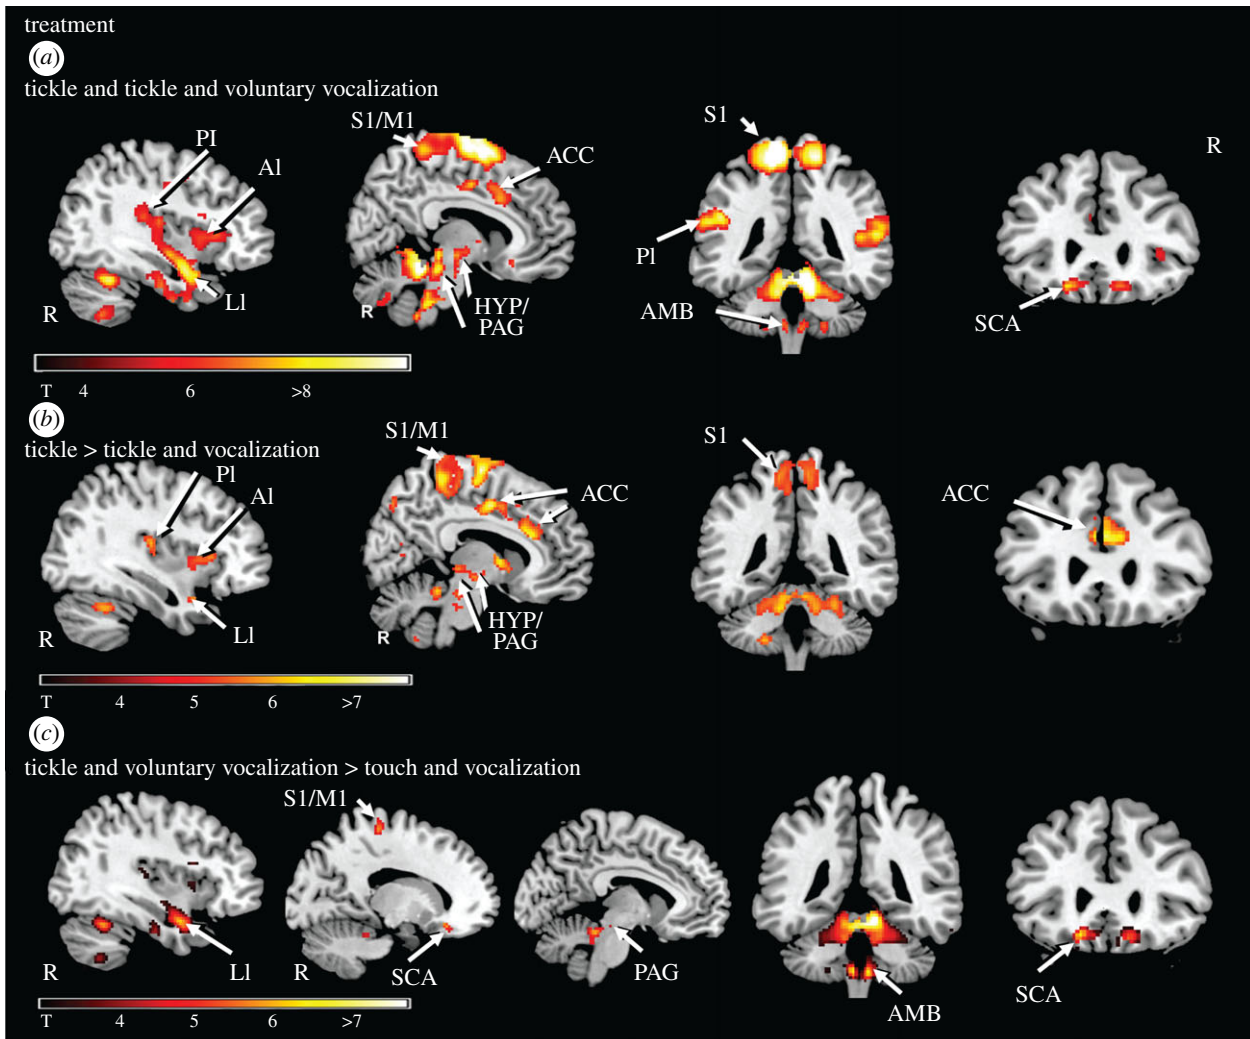 treatment
(a)
tickle and tickle and voluntary vocalization
S1/M1
S1
PI
ACC
R
Al
Pl
Ll
HYP/
PAG
AMB
SCA
R
R
T 4 6 >8
(b)
tickle > tickle and vocalization
S1/M1
S1
Pl
Al
ACC
ACC
HYP/
PAG
Ll
R
R
T 4 5 6 >7
(c)
tickle and voluntary vocalization > touch and vocalization
S1/M1
R
Ll
R
SCA
PAG
AMB
SCA
T 4 5 6 >7